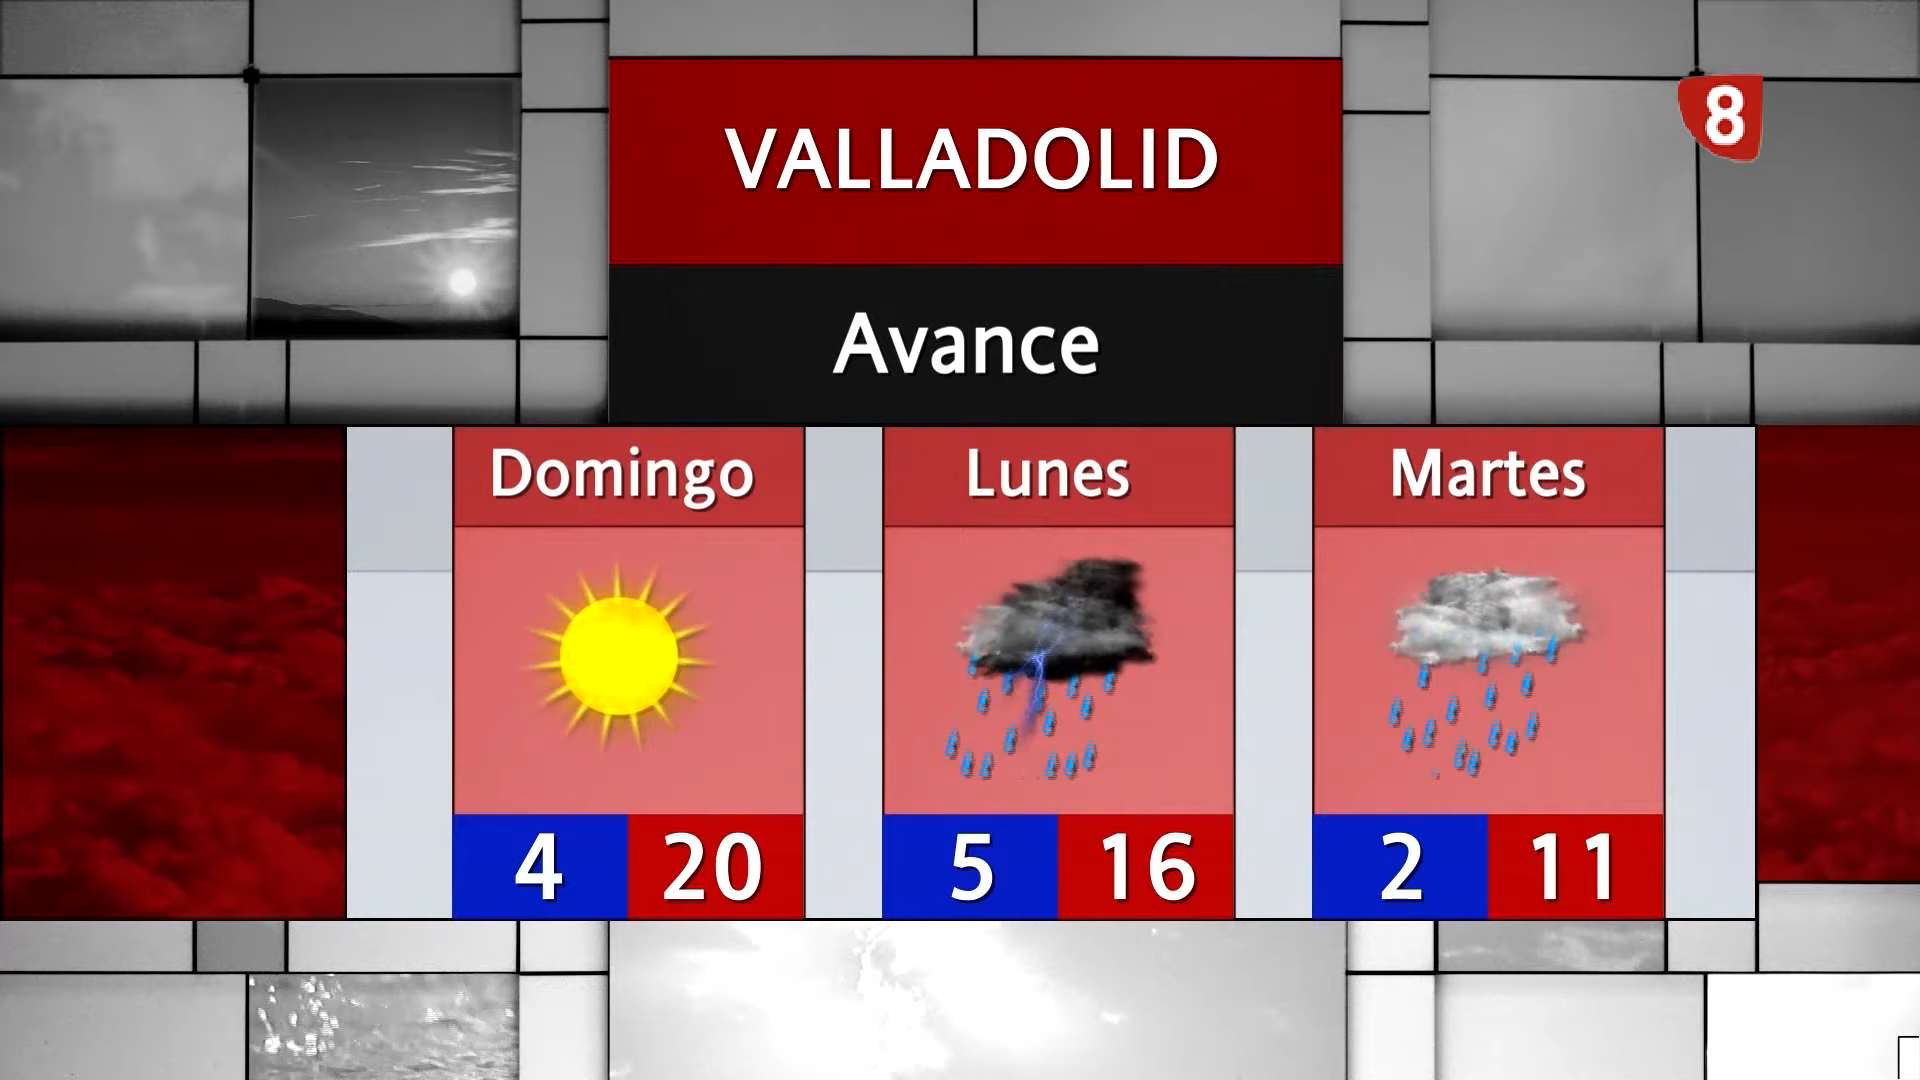 VALLADOLID
8
Avance
Domingo
Lunes
Martes
4 20
5 16
2 11